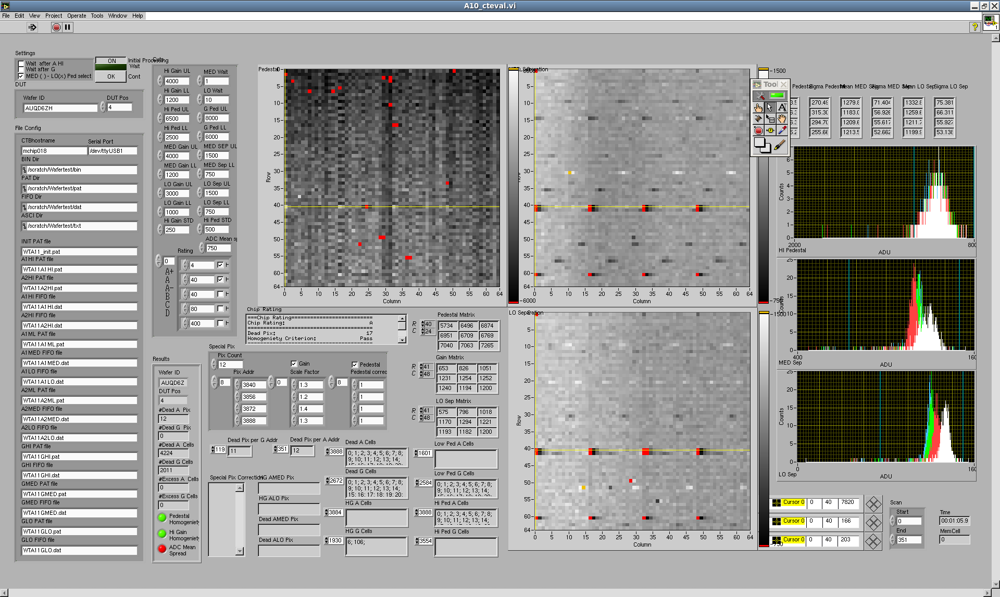 A10_cteval.vi
File Edit View Project Operate Tools Window Help
Settings
Wait after A HI
Wait after G
MED ( ) - LO(x) Ped select
ON
OK
Initial Processing
Wait
Cont
DUT
Wafer ID
AUQD6ZH
DUT Pos
4
File Config
CTBhostname
mchip018
Serial Port
/dev/ttyUSB1
BIN Dir
/scratch/Wafertest/bin
PAT Dir
/scratch/Wafertest/pat
FIFO Dir
/scratch/Wafertest/dat
ASCI Dir
/scratch/Wafertest/txt
INIT PAT file
WTA11_init.pat
A1HI PAT file
WTA11A1HI.pat
A2HI PAT file
WTA11A2HI.pat
A1HI FIFO file
WTA11A1HI.dat
A2HI FIFO file
WTA11A2HI.dat
A1ML PAT file
WTA11A1ML.pat
A1MED FIFO file
WTA11A1MED.dat
A1LO FIFO file
WTA11A1LO.dat
A2ML PAT file
WTA11A2ML.pat
A2MED FIFO file
WTA11A2MED.dat
A2LO FIFO file
WTA11A2LO.dat
GHI PAT file
WTA11GHI.pat
GHI FIFO file
WTA11GHI.dat
GMED PAT file
WTA11GMED.pat
GMED FIFO file
WTA11GMED.dat
GLO PAT file
WTA11GLO.pat
GLO FIFO file
WTA11GLO.dat
Cuts
Hi Gain UL
4000
MED Wait
1
Hi Gain LL
1200
LO Wait
10
Hi Ped UL
6500
G Ped UL
8000
Hi Ped LL
2500
G Ped LL
6000
MED Gain UL
4000
MED SEP UL
1500
MED Gain LL
1200
MED Sep LL
750
LO Gain UL
3000
LO Sep UL
1500
LO Gain LL
1000
LO Sep LL
750
Hi Gain STD
250
Hi Ped STD
500
ADC Mean s
750
Rating
0
A+ 4 H
A 40 H
A- 40 H
B 80 H
C 400 H
D
Results
Wafer ID
AUQD6Z
DUT Pos
4
#Dead A Pix
12
#Dead G Pix
0
#Dead A Cells
4224
#Dead G Cells
2011
#Excess A Cells
0
#Excess G Cells
0
Pedestal
Homogeniety
Hi Gain
Homogeniety
ADC Mean
Spread
Pedestal
Row
0 5 10 15 20 25 30 35 40 45 50 55 60 64
0 5 10 15 20 25 30 35 40 45 50 55 60 64
Column
-6000
MED Separation
Row
5 10 15 20 25 30 35 40 45 50 55 60 64
0 5 10 15 20 25 30 35 40 45 50 55 60 64
Column
1500
-750
LO Separation
Row
5 10 15 20 25 30 35 40 45 50 55 60 64
0 5 10 15 20 25 30 35 40 45 50 55 60 64
Column
-1500
-750
Chip Rating
===Chip Rating=========================
Chip Rating: A
Dead Pix: 17
Homogeniety Criterion: Pass
Special Pix
Pix Count
12
Gain
Pedestal
Pix Addr
Scale Factor
Pedestal correc
8 3840 0 1.3 8 1
3856 1.2 1
3872 1.4 1
3888 1.3 1
Pedestal Matrix
R 40
C 24
5734 6496 6874
6951 6709 6769
7040 7063 7265
Gain Matrix
R 41
C 48
653 826 1051
1231 1254 1252
1240 1194 1200
LO Sep Matrix
R 41
C 48
575 796 1018
1170 1294 1221
1193 1182 1200
Dead Pix per G Addr
119 11
Dead Pix per A Addr
351 12
Special Pix Correction
HG AMED Pix
HG ALO Pix
Dead AMED Pix
Dead ALO Pix
Dead A Cells
3888
0; 1; 2; 3; 4; 5; 6; 7; 8;
9; 10; 11; 12; 13; 14;
15; 16; 17; 18; 19; 20;
Dead G Cells
2672
0; 1; 2; 3; 4; 5; 6; 7; 8;
9; 10; 11; 12; 13; 14;
15; 16; 17; 18; 19; 20;
HG A Cells
3884
HG G Cells
1930
6; 106;
Low Ped A Cells
1601
Low Ped G Cells
2584
0; 1; 2; 3; 4; 5; 6; 7; 8;
9; 10; 11; 12; 13; 14;
Hi Ped A Cells
3888
0; 1; 2; 3; 4; 5; 6; 7; 8;
9; 10; 11; 12; 13; 14;
Hi Ped G Cells
3554
Tool
Pedesta Sigma Pedesta Mean MED Sep Sigma MED Sep Mean LO Sep Sigma LO Sep
3.5 270.49 1279.8 71.404 1332.8 75.381
6.3 315.30 1183.0 56.926 1259.6 66.311
6.3 294.70 1209.6 55.617 1211.7 55.927
5.2 255.66 1213.5 52.662 1199.9 53.138
Counts
6 5 4 3 2 1 0
2000 800
HI Pedestal
ADU
Counts
25 20 15 10 5 0
400 160
MED Sep
ADU
Counts
25 20 15 10 5 0
0 160
LO Sep
ADU
Cursor 0 0 40 7820
Cursor 0 0 40 166
Cursor 0 0 40 203
Scan
Start
0
End
351
Time
00:01:05.9
MemCell
0